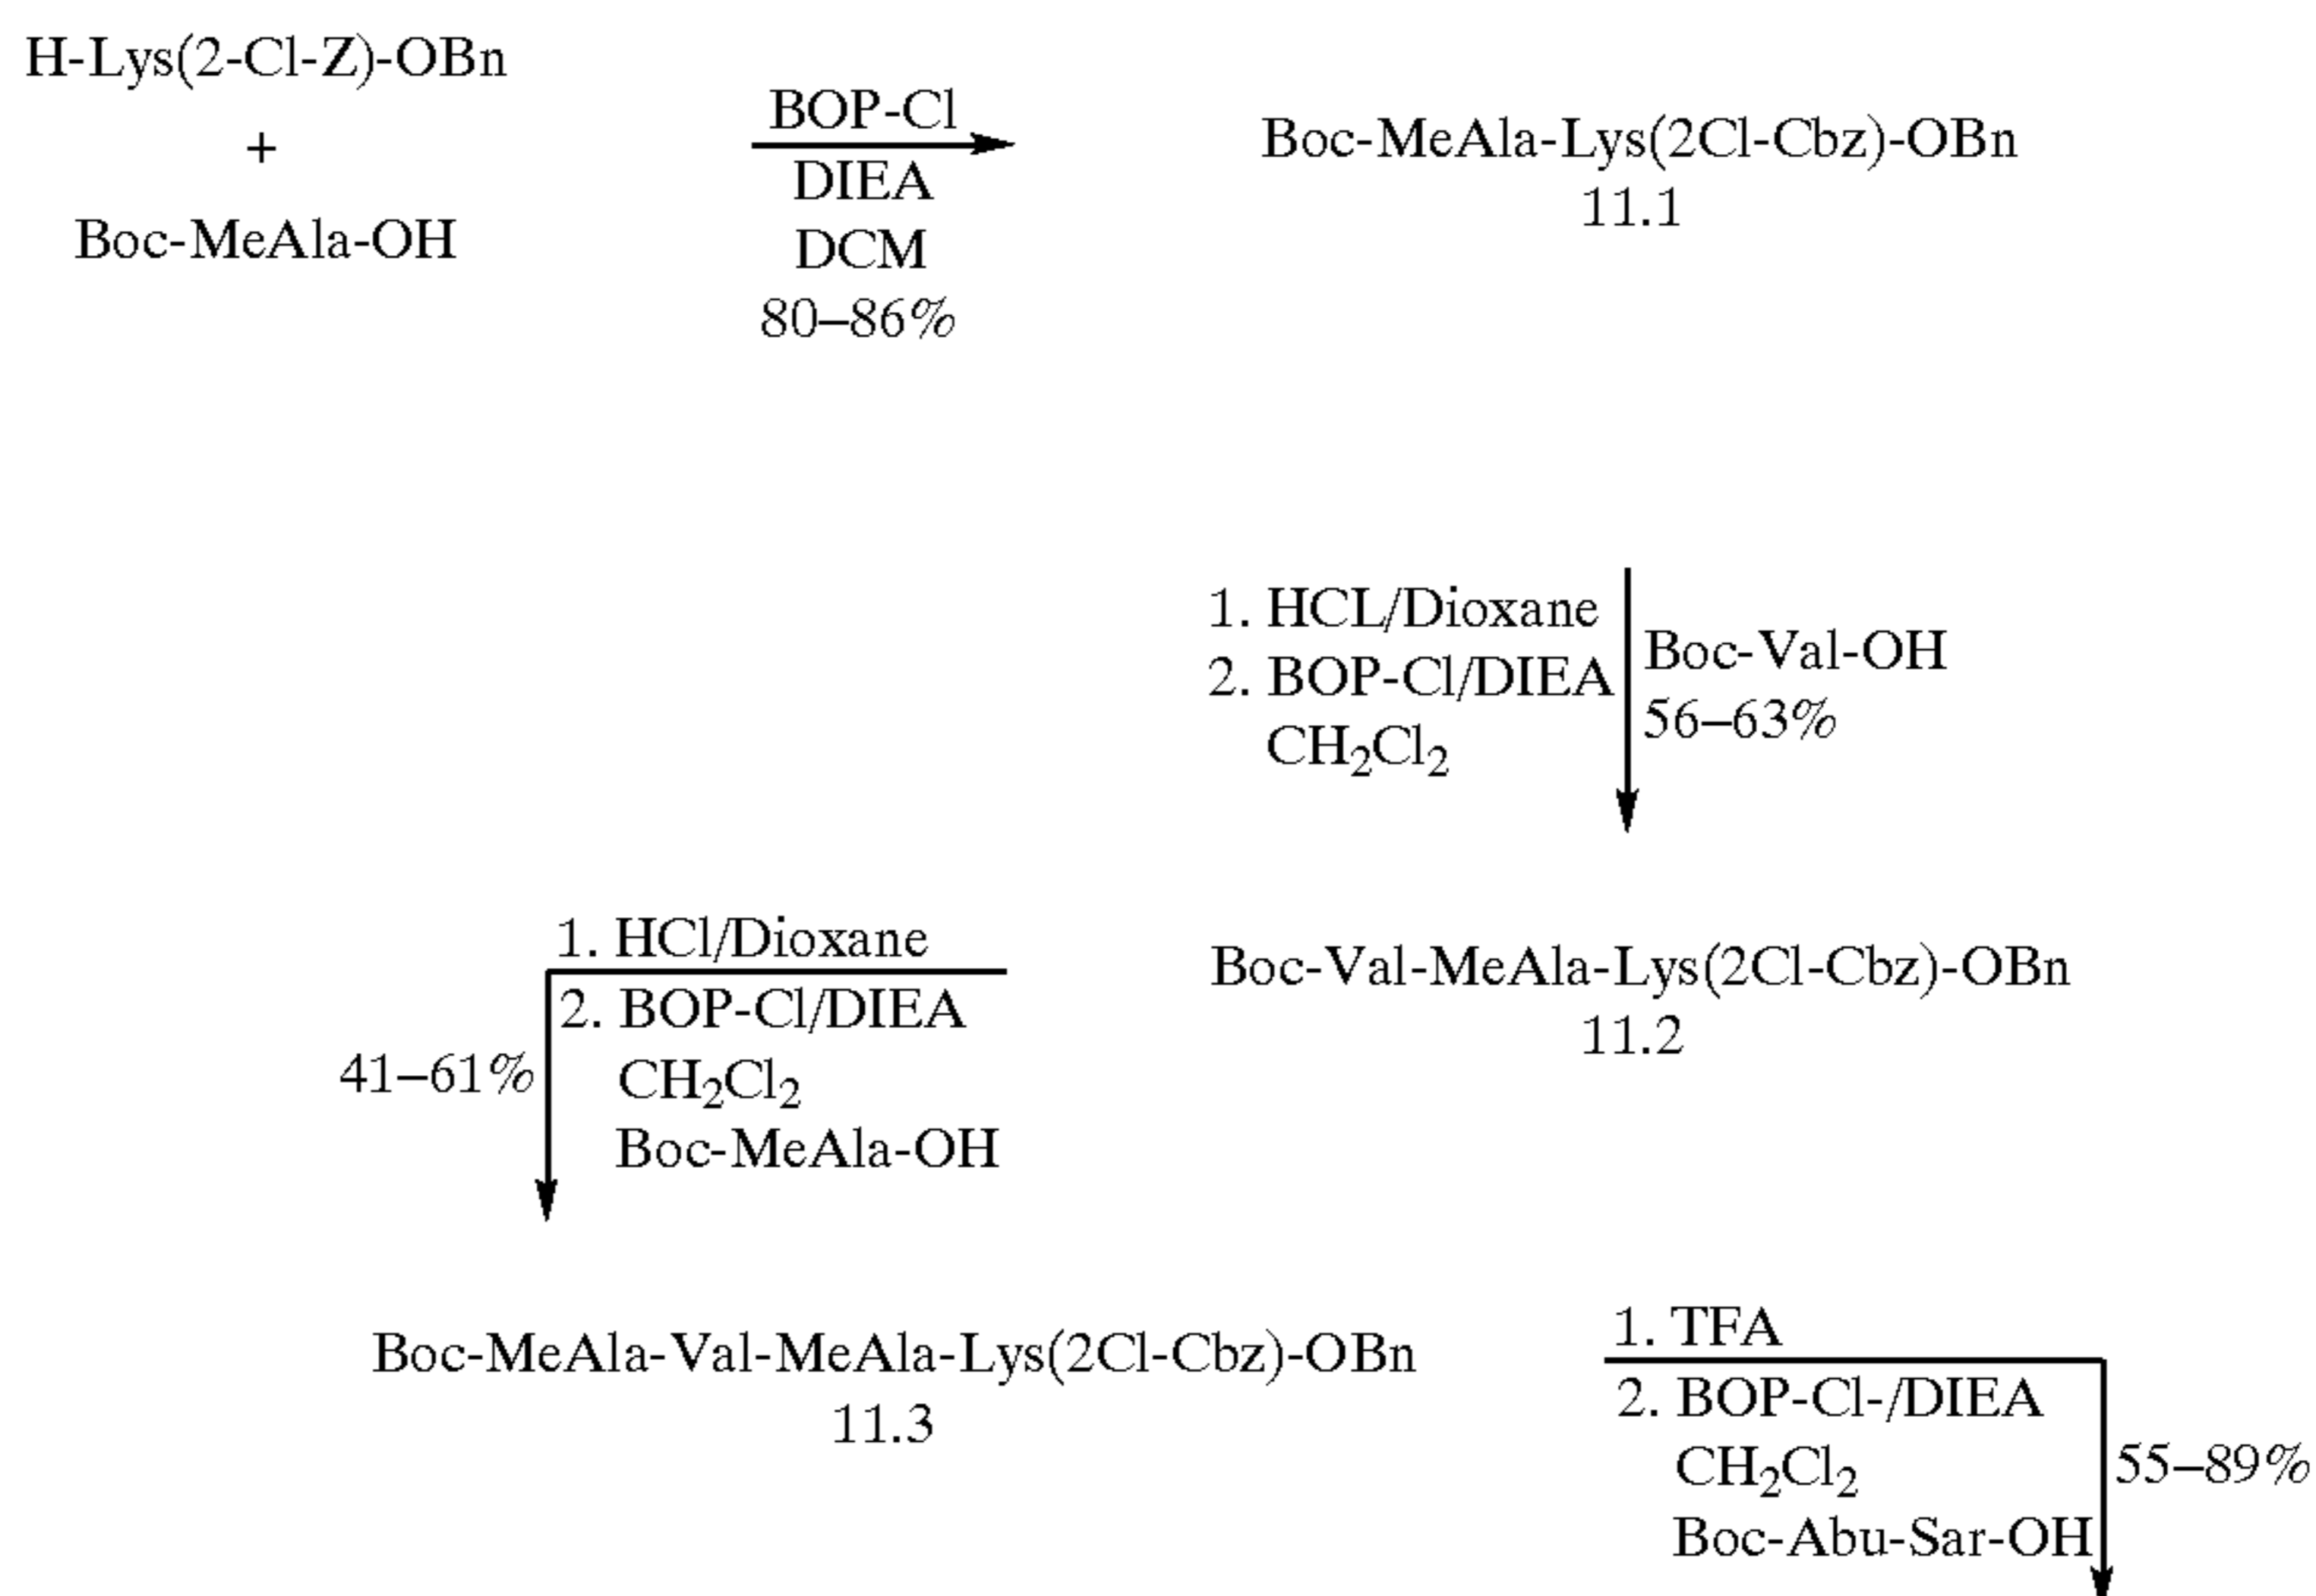 H-Lys(2-Cl-Z)-OBn
+
Boc-MeAla-OH
BOP-Cl
DIEA
DCM
80–86%
Boc-MeAla-Lys(2Cl-Cbz)-OBn
11.1
1. HCL/Dioxane
2. BOP-Cl/DIEA
CH₂Cl₂
Boc-Val-OH
56–63%
Boc-Val-MeAla-Lys(2Cl-Cbz)-OBn
11.2
1. HCl/Dioxane
2. BOP-Cl/DIEA
CH₂Cl₂
Boc-MeAla-OH
41–61%
Boc-MeAla-Val-MeAla-Lys(2Cl-Cbz)-OBn
11.3
1. TFA
2. BOP-Cl-/DIEA
CH₂Cl₂
Boc-Abu-Sar-OH
55–89%